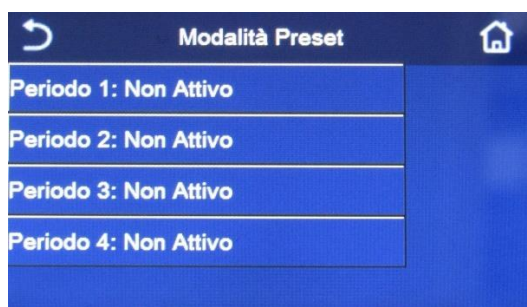 Modalità Preset
Periodo 1: Non Attivo
Periodo 2: Non Attivo
Periodo 3: Non Attivo
Periodo 4: Non Attivo